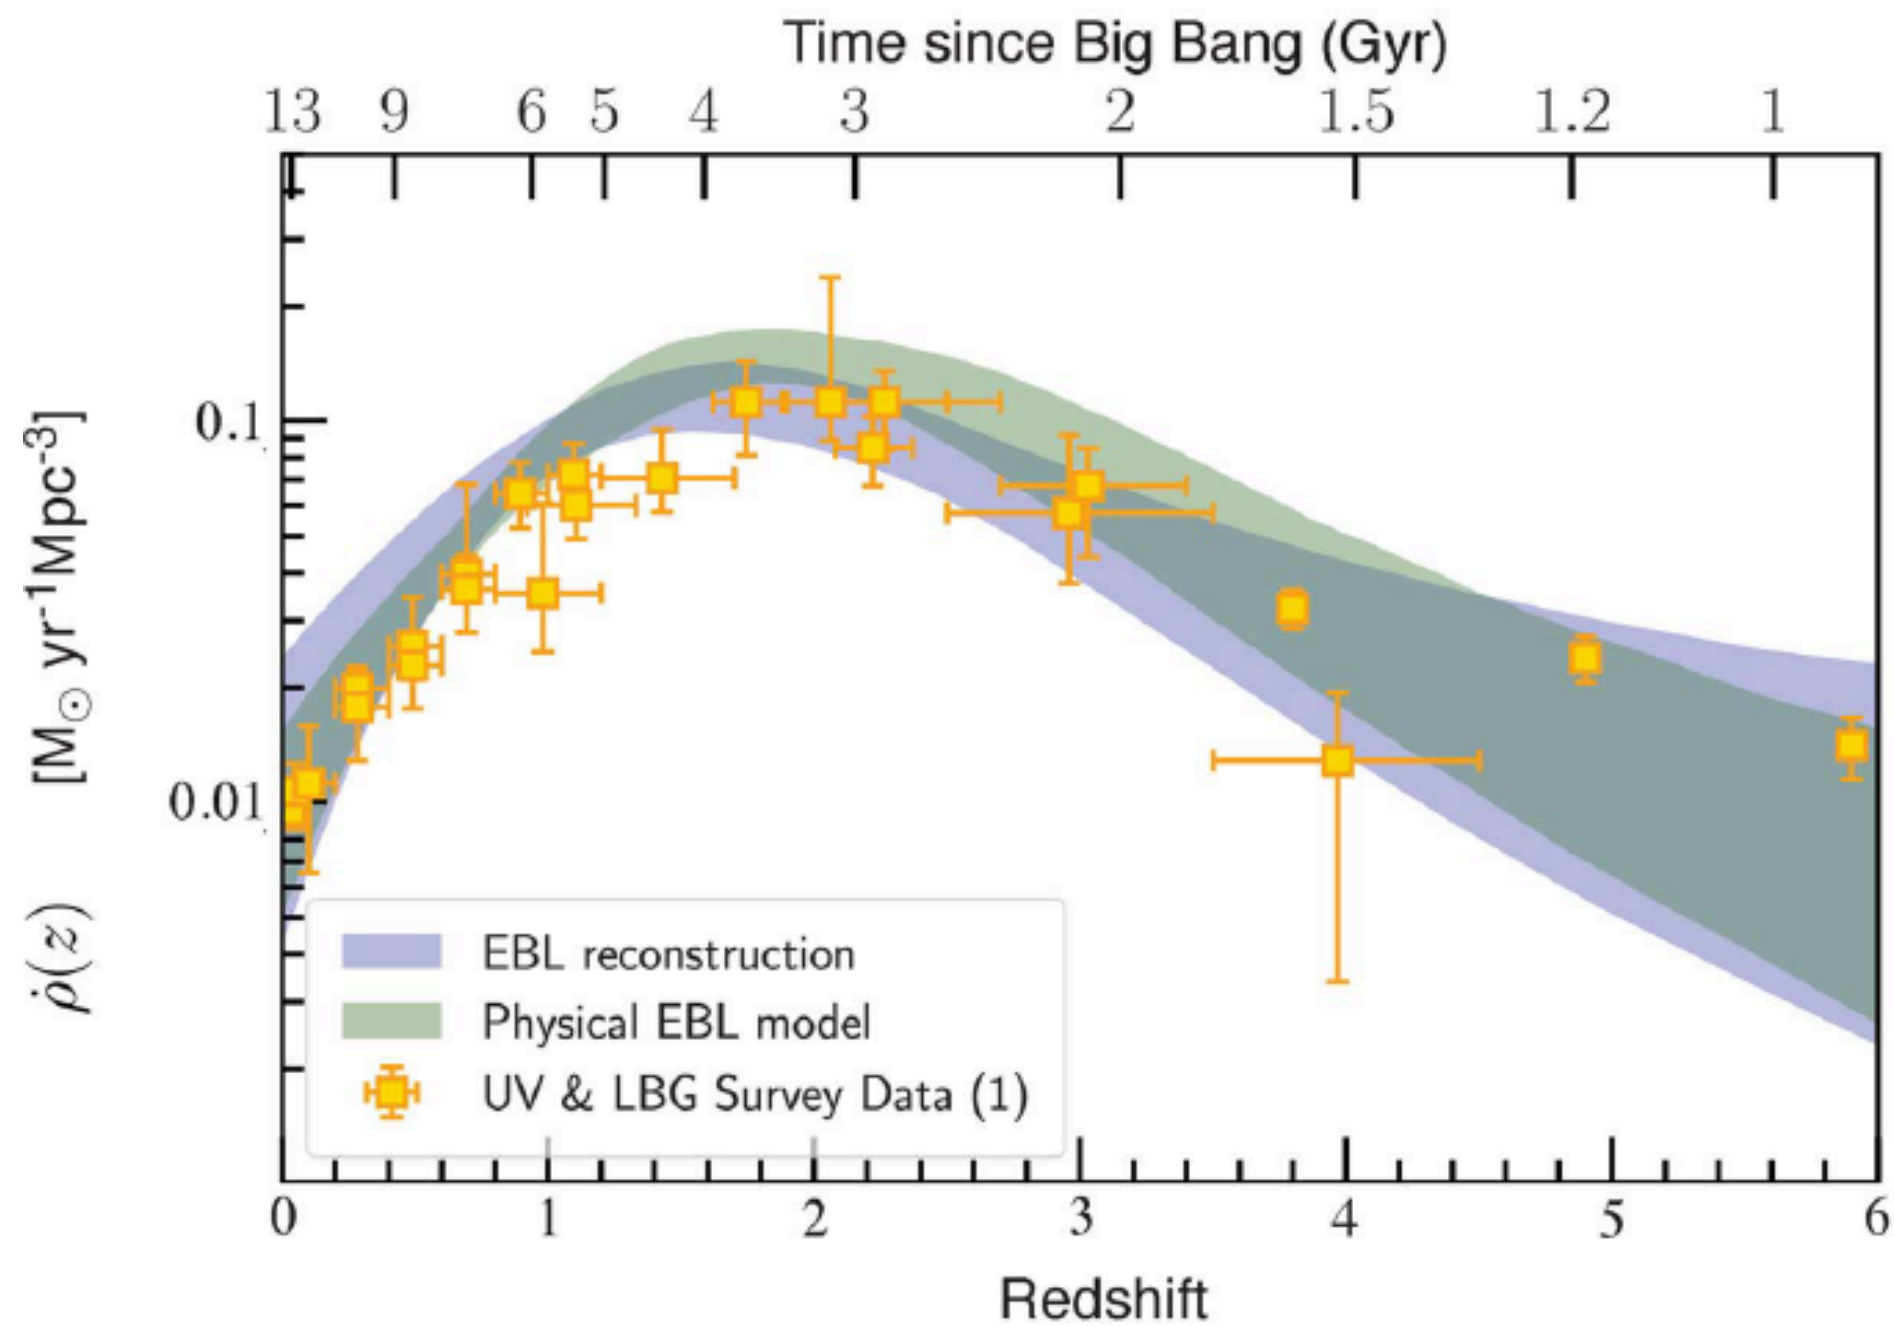 Time since Big Bang (Gyr)
13 9 6 5 4 3 2 1.5 1.2 1
0.1
0.01
ρ̇(z) [M⊙ yr-1Mpc-3]
EBL reconstruction
Physical EBL model
UV & LBG Survey Data (1)
0 1 2 3 4 5 6
Redshift